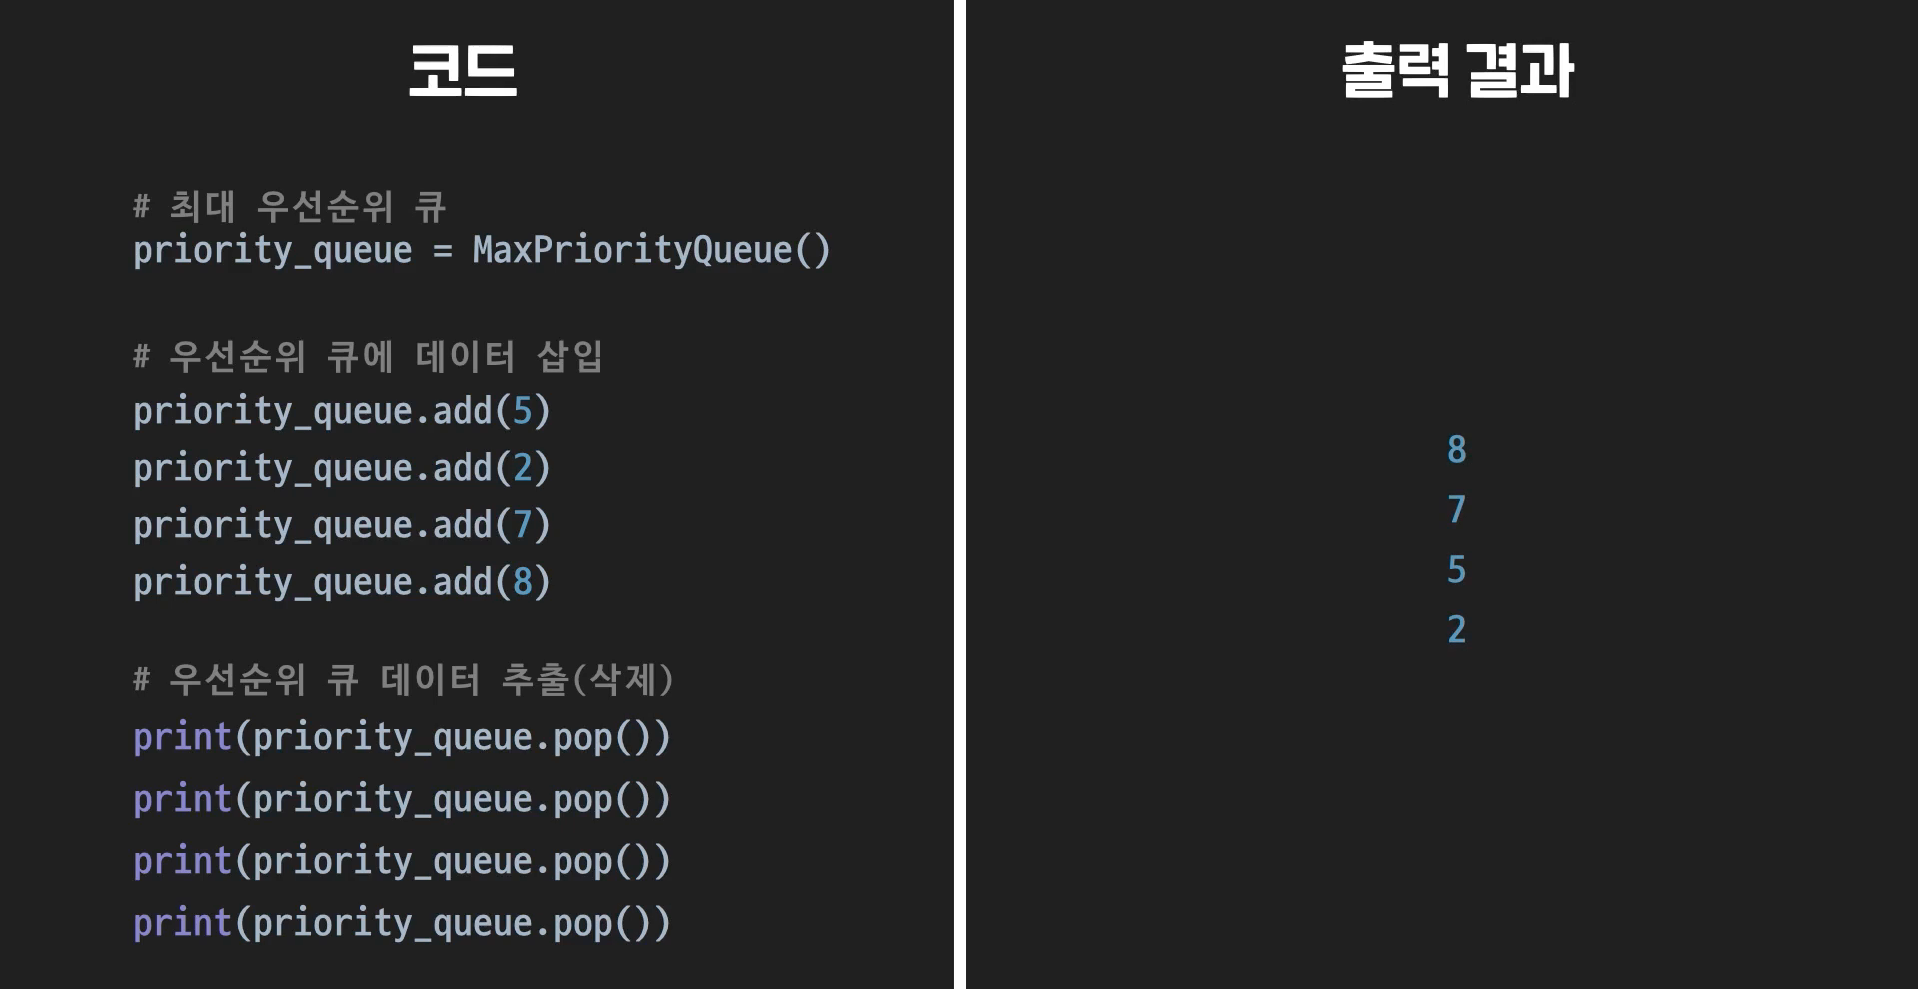 코드
# 최대 우선순위 큐
priority_queue = MaxPriorityQueue()
# 우선순위 큐에 데이터 삽입
priority_queue.add(5)
priority_queue.add(2)
priority_queue.add(7)
priority_queue.add(8)
# 우선순위 큐 데이터 추출(삭제)
print(priority_queue.pop())
print(priority_queue.pop())
print(priority_queue.pop())
print(priority_queue.pop())
출력 결과
8
7
5
2